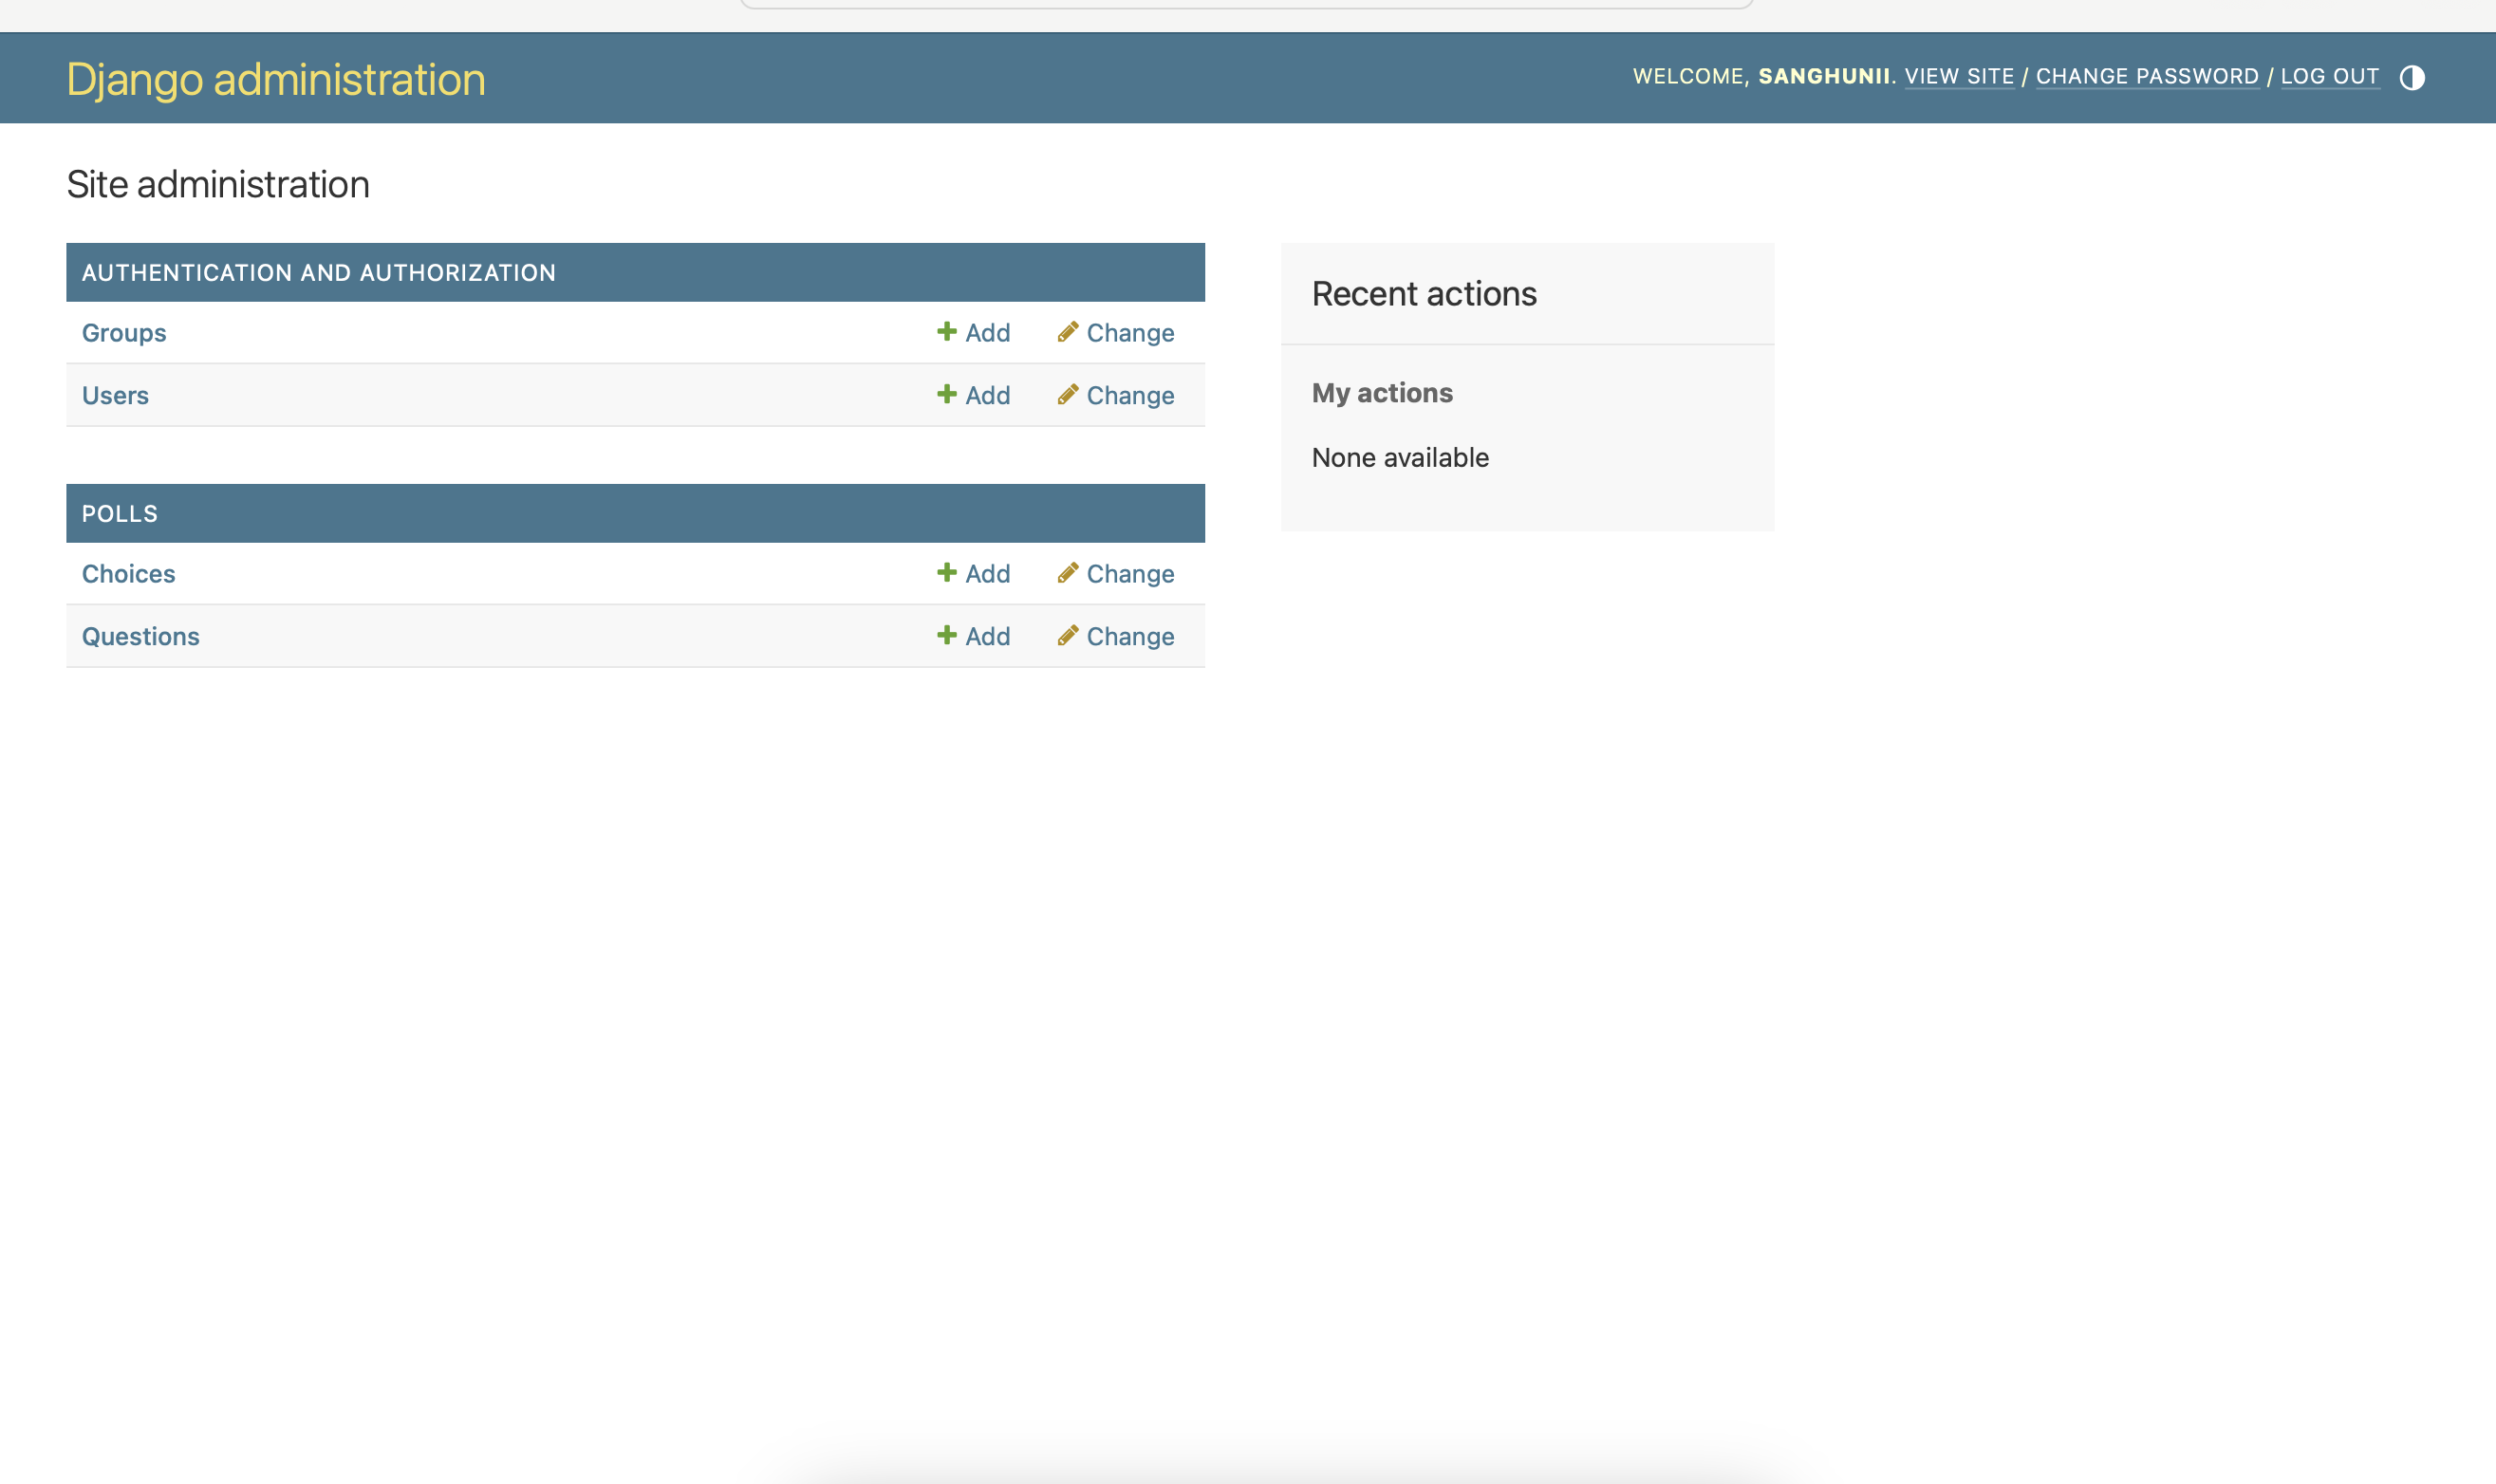 Django administration
WELCOME, SANGHUNII. VIEW SITE / CHANGE PASSWORD / LOG OUT
Site administration
AUTHENTICATION AND AUTHORIZATION
Groups Add Change
Users Add Change
POLLS
Choices Add Change
Questions Add Change
Recent actions
My actions
None available